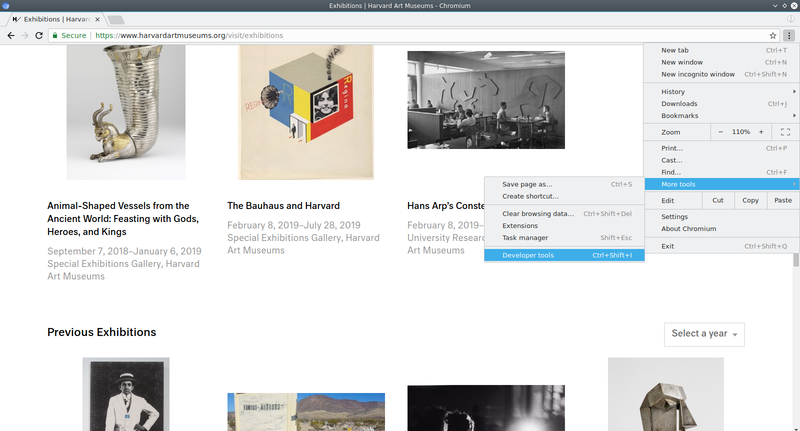 Exhibitions | Harvard Art Museums - Chromium
Exhibitions | Harvar
Secure
https://www.harvardartmuseums.org/visit/exhibitions
New tab Ctrl+T
New window Ctrl+N
New incognito window Ctrl+Shift+N
History
Downloads Ctrl+J
Bookmarks
Zoom − 110% +
Print... Ctrl+P
Cast...
Find... Ctrl+F
More tools
Edit Cut Copy Paste
Settings
About Chromium
Exit Ctrl+Shift+Q
Save page as... Ctrl+S
Create shortcut...
Clear browsing data... Ctrl+Shift+Del
Extensions
Task manager Shift+Esc
Developer tools Ctrl+Shift+I
REGINA
Regina
Animal-Shaped Vessels from the
Ancient World: Feasting with Gods,
Heroes, and Kings
September 7, 2018–January 6, 2019
Special Exhibitions Gallery, Harvard
Art Museums
The Bauhaus and Harvard
February 8, 2019–July 28, 2019
Special Exhibitions Gallery, Harvard
Art Museums
Hans Arp's Conste
February 8, 2019–
University Researc
Art Museums
Previous Exhibitions
Select a year